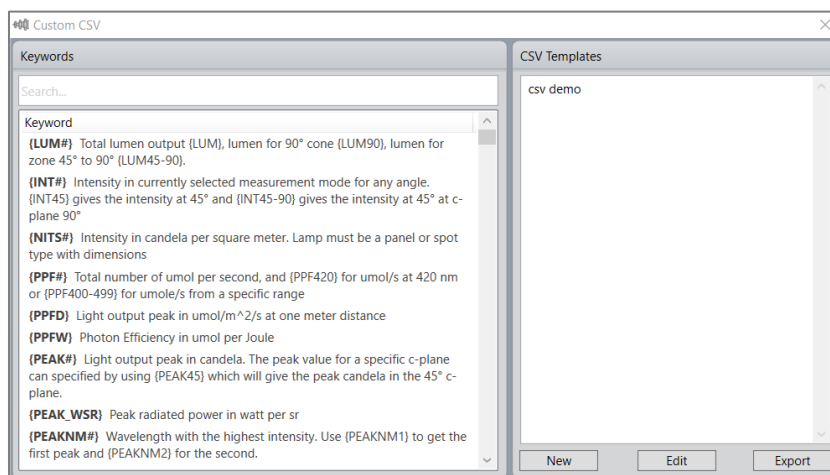 Custom CSV
Keywords
Search...
Keyword
{LUM#} Total lumen output {LUM}, lumen for 90° cone {LUM90}, lumen for
zone 45° to 90° {LUM45-90}.
{INT#} Intensity in currently selected measurement mode for any angle.
{INT45} gives the intensity at 45° and {INT45-90} gives the intensity at 45° at c-
plane 90°
{NITS#} Intensity in candela per square meter. Lamp must be a panel or spot
type with dimensions
{PPF#} Total number of umol per second, and {PPF420} for umol/s at 420 nm
or {PPF400-499} for umole/s from a specific range
{PPFD} Light output peak in umol/m^2/s at one meter distance
{PPFW} Photon Efficiency in umol per Joule
{PEAK#} Light output peak in candela. The peak value for a specific c-plane
can specified by using {PEAK45} which will give the peak candela in the 45° c-
plane.
{PEAK_WSR} Peak radiated power in watt per sr
{PEAKNM#} Wavelength with the highest intensity. Use {PEAKNM1} to get the
first peak and {PEAKNM2} for the second.
CSV Templates
csv demo
New
Edit
Export